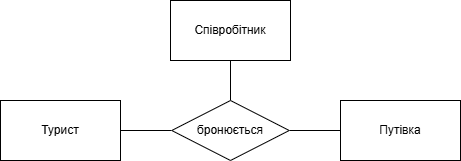 Співробітник
Турист
бронюється
Путівка